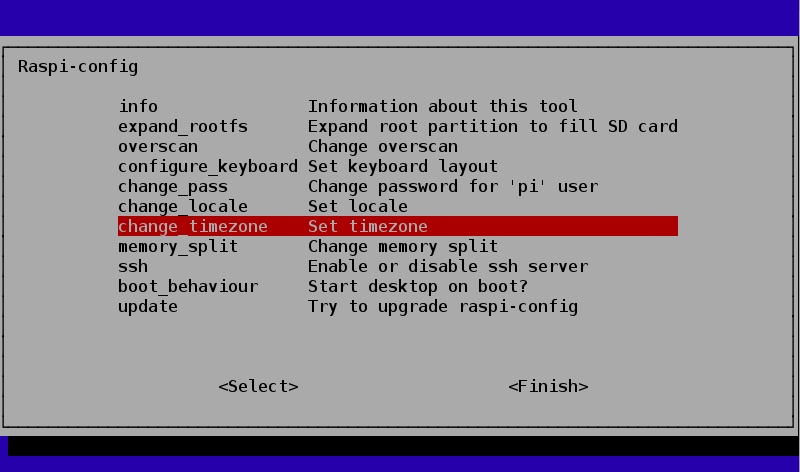 Raspi-config
info Information about this tool
expand_rootfs Expand root partition to fill SD card
overscan Change overscan
configure_keyboard Set keyboard layout
change_pass Change password for 'pi' user
change_locale Set locale
change_timezone Set timezone
memory_split Change memory split
ssh Enable or disable ssh server
boot_behaviour Start desktop on boot?
update Try to upgrade raspi-config
<Select> <Finish>